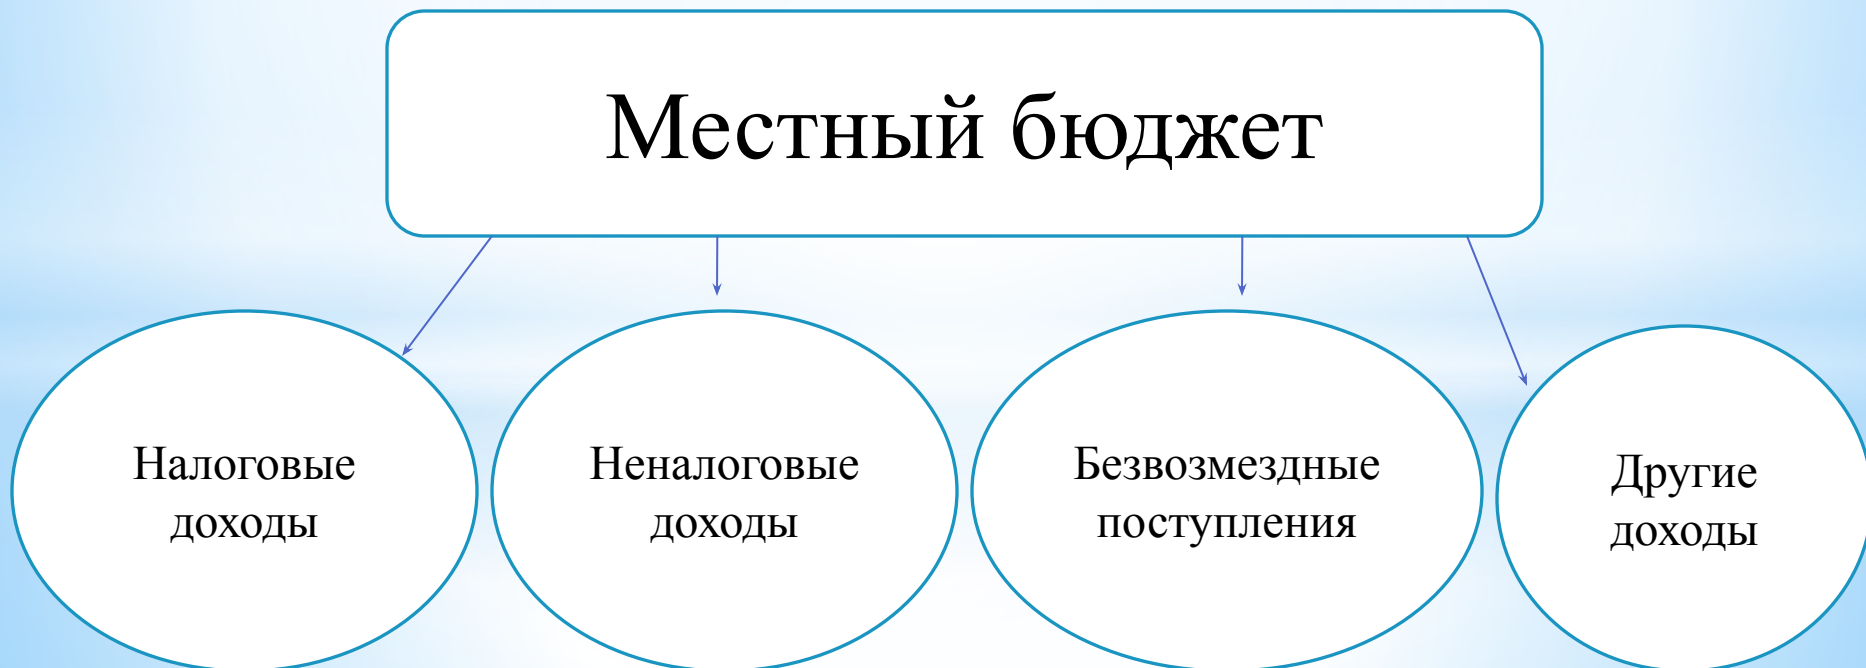 Местный бюджет
Налоговые
доходы
Неналоговые
доходы
Безвозмездные
поступления
Другие
доходы